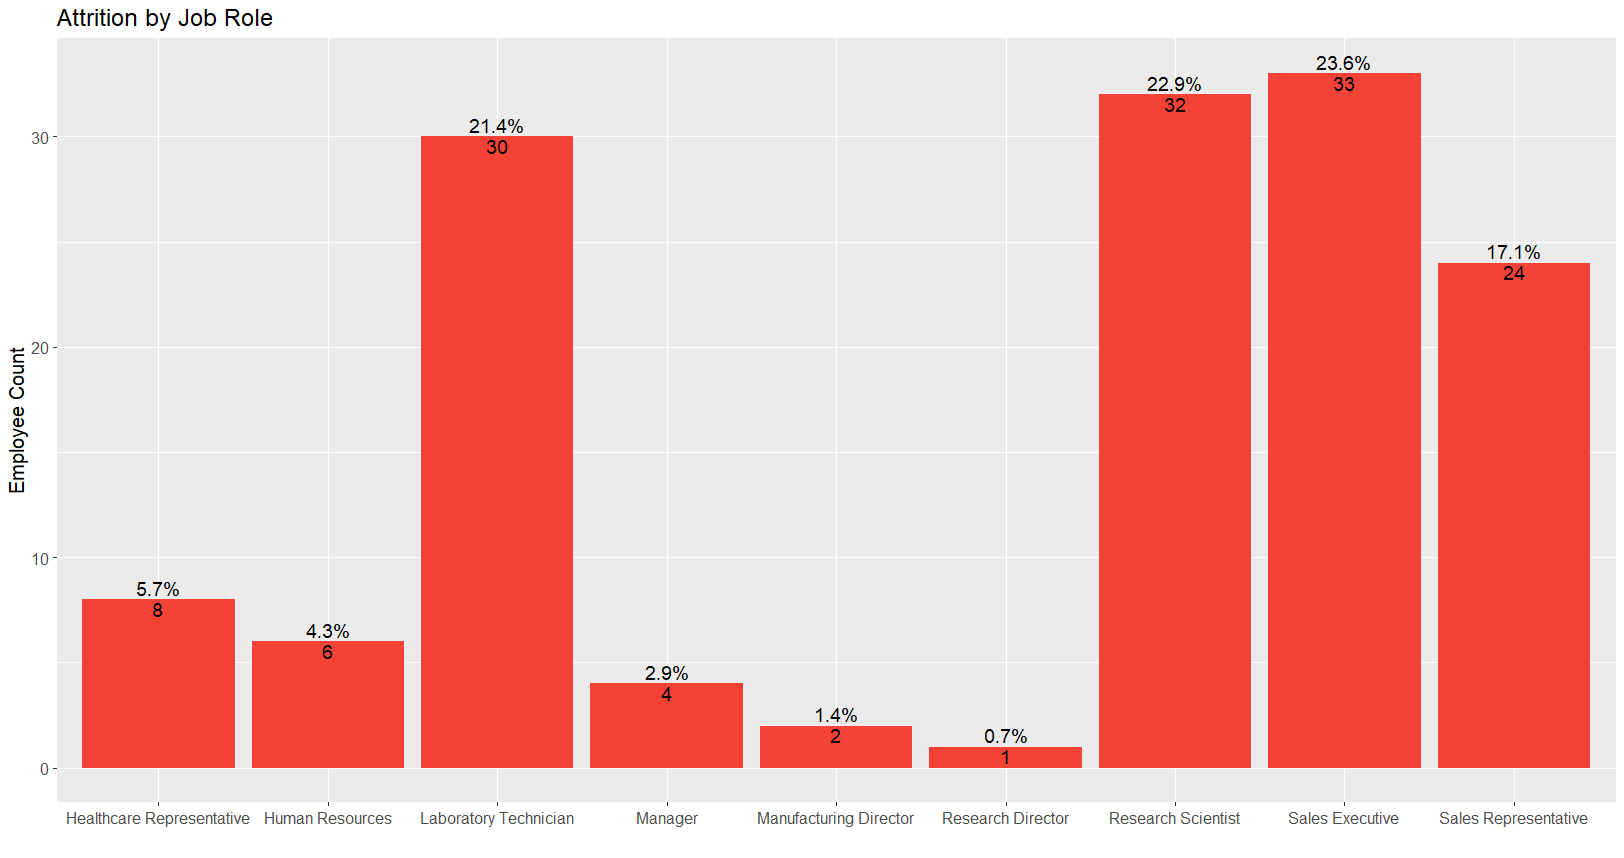 Attrition by Job Role
Employee Count
30
20
10
0
5.7%
8
4.3%
6
21.4%
30
2.9%
4
1.4%
2
0.7%
1
22.9%
32
23.6%
33
17.1%
24
Healthcare Representative
Human Resources
Laboratory Technician
Manager
Manufacturing Director
Research Director
Research Scientist
Sales Executive
Sales Representative